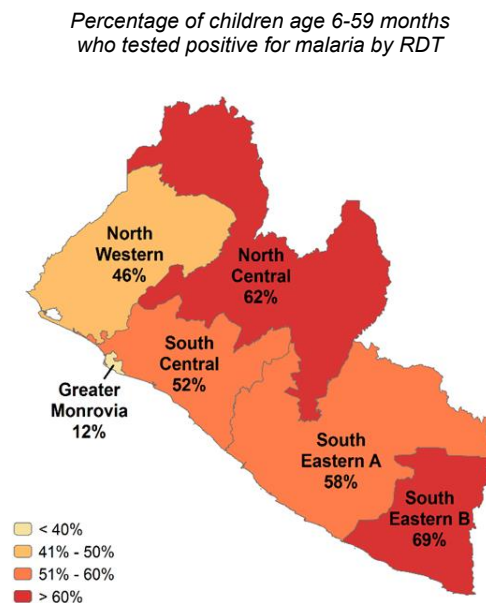 Percentage of children age 6-59 months
who tested positive for malaria by RDT
North
Western
46%
North
Central
62%
South
Central
52%
Greater
Monrovia
12%
South
Eastern A
58%
South
Eastern B
69%
< 40%
41% - 50%
51% - 60%
> 60%